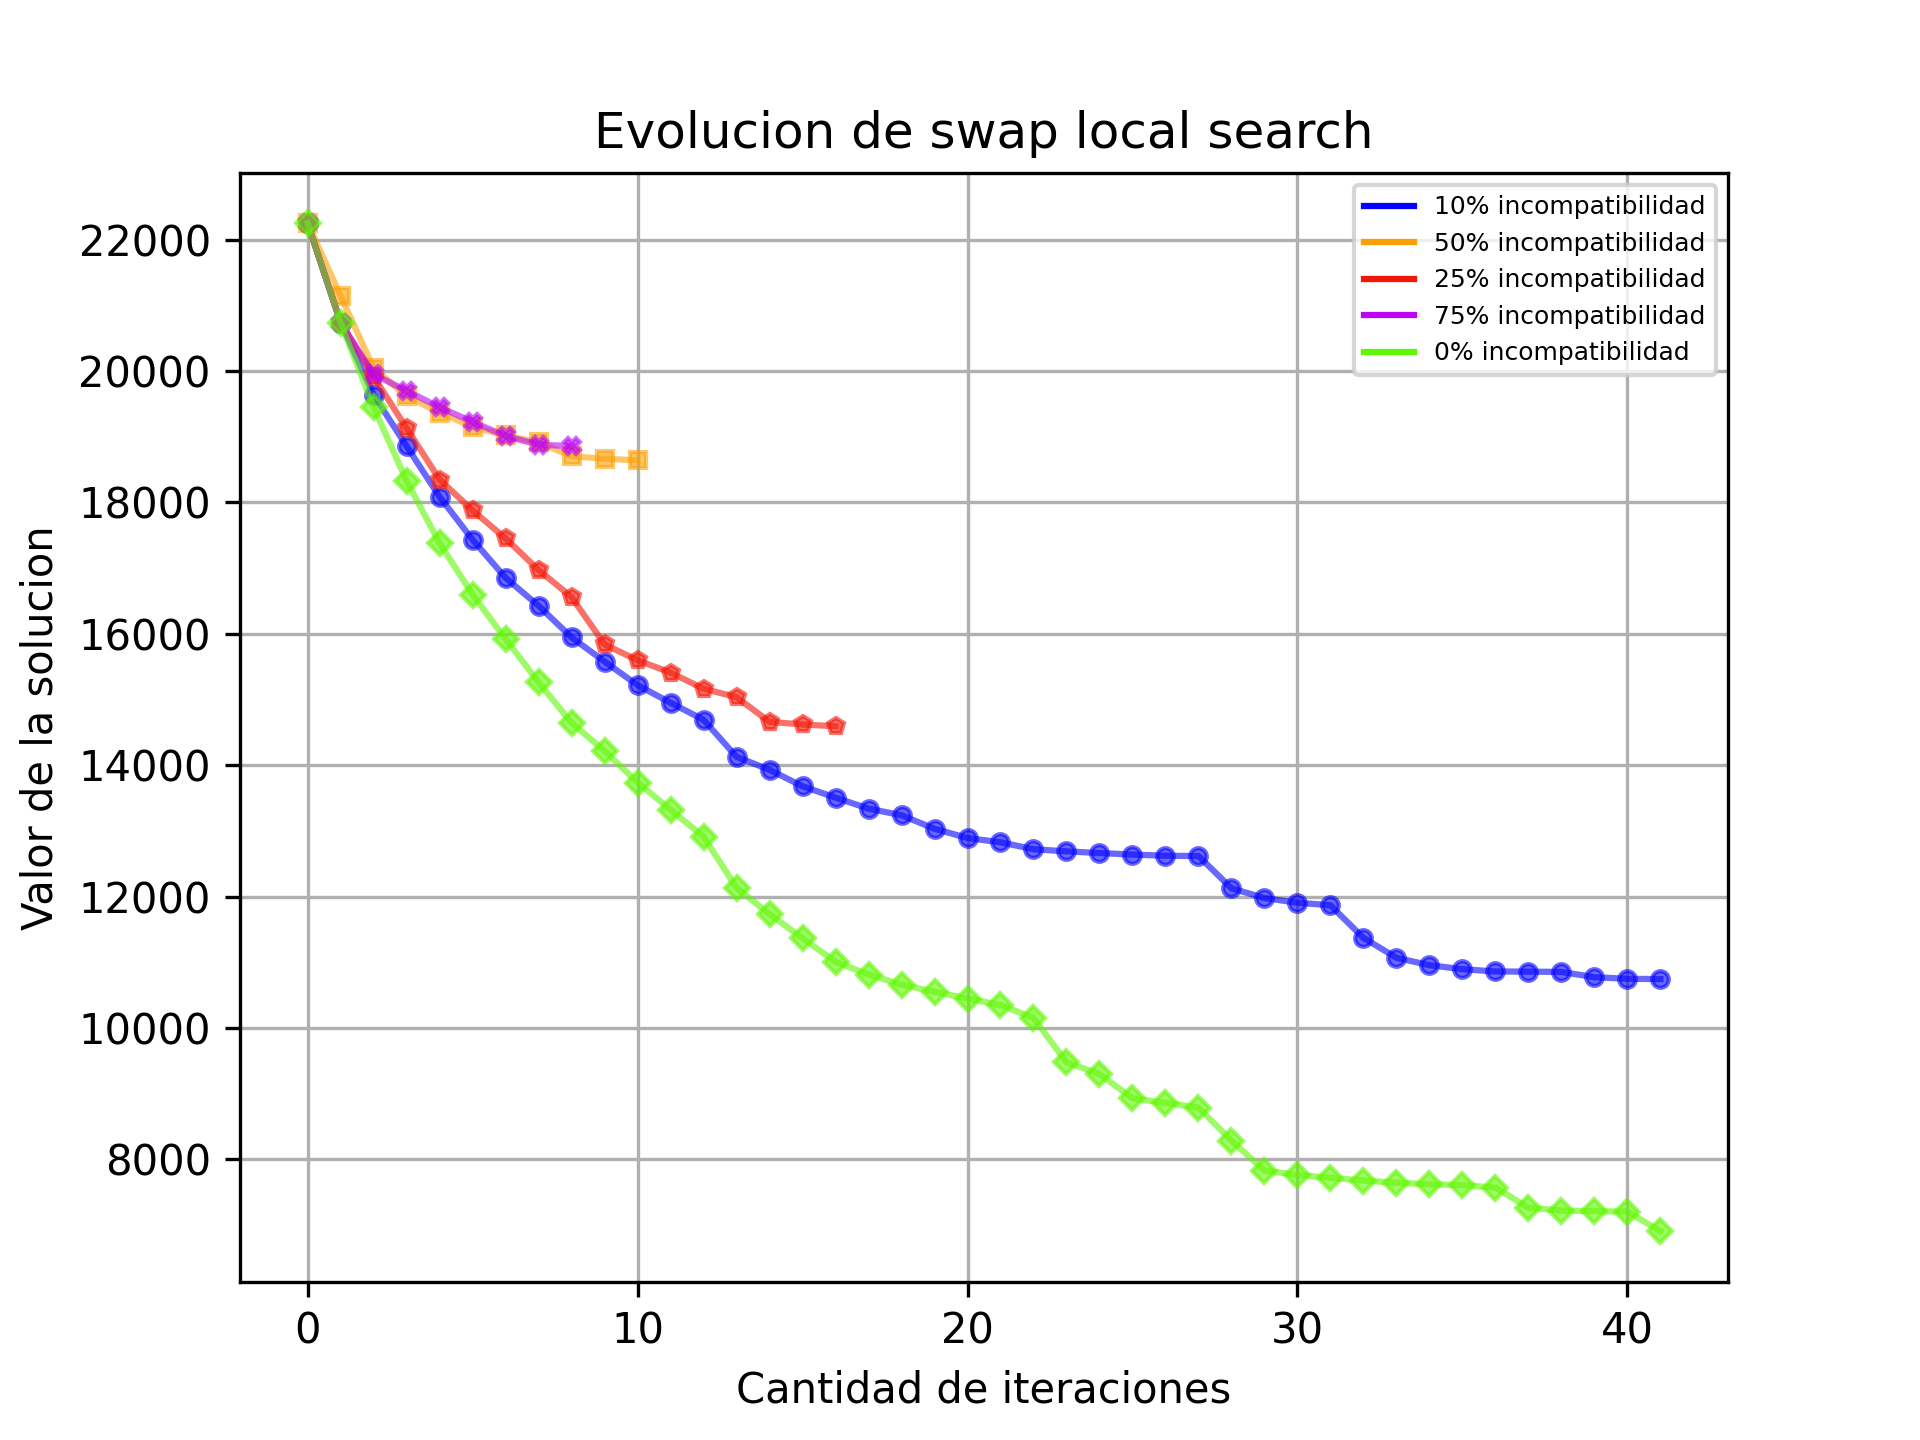 Evolucion de swap local search
10% incompatibilidad
50% incompatibilidad
25% incompatibilidad
75% incompatibilidad
0% incompatibilidad
Valor de la solucion
22000
20000
18000
16000
14000
12000
10000
8000
0 10 20 30 40
Cantidad de iteraciones